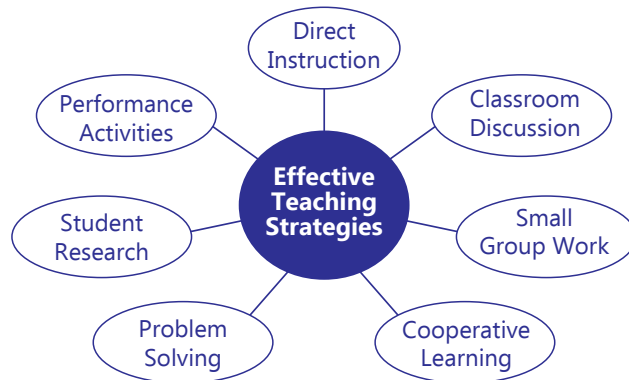 Direct
Instruction
Classroom
Discussion
Small
Group Work
Cooperative
Learning
Problem
Solving
Student
Research
Performance
Activities
Effective
Teaching
Strategies